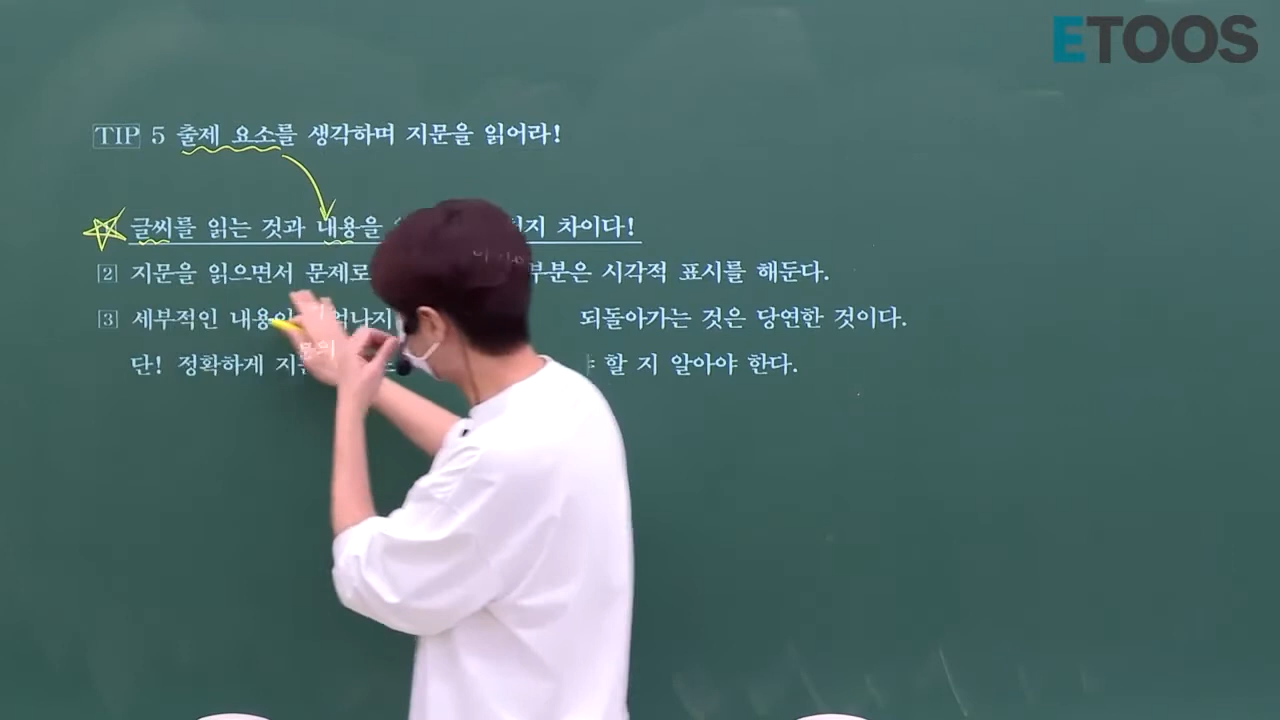 ETOOS
TIP 5 출제 요소를 생각하며 지문을 읽어라!
글씨를 읽는 것과 내용을 차이다!
2 지문을 읽으면서 문제로 부분은 시각적 표시를 해둔다.
3 세부적인 내용이 되돌아가는 것은 당연한 것이다.
단! 정확하게 할 지 알아야 한다.